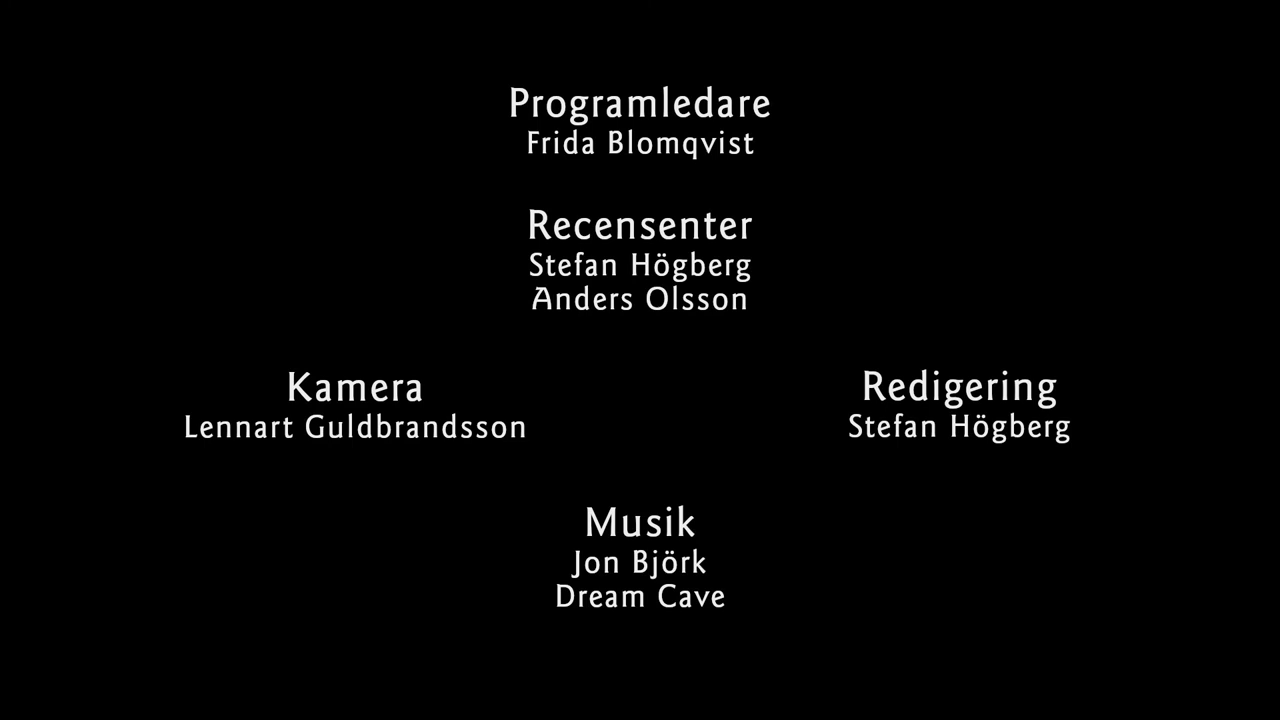 Programledare
Frida Blomqvist
Recensenter
Stefan Högberg
Anders Olsson
Kamera
Lennart Guldbrandsson
Redigering
Stefan Högberg
Musik
Jon Björk
Dream Cave